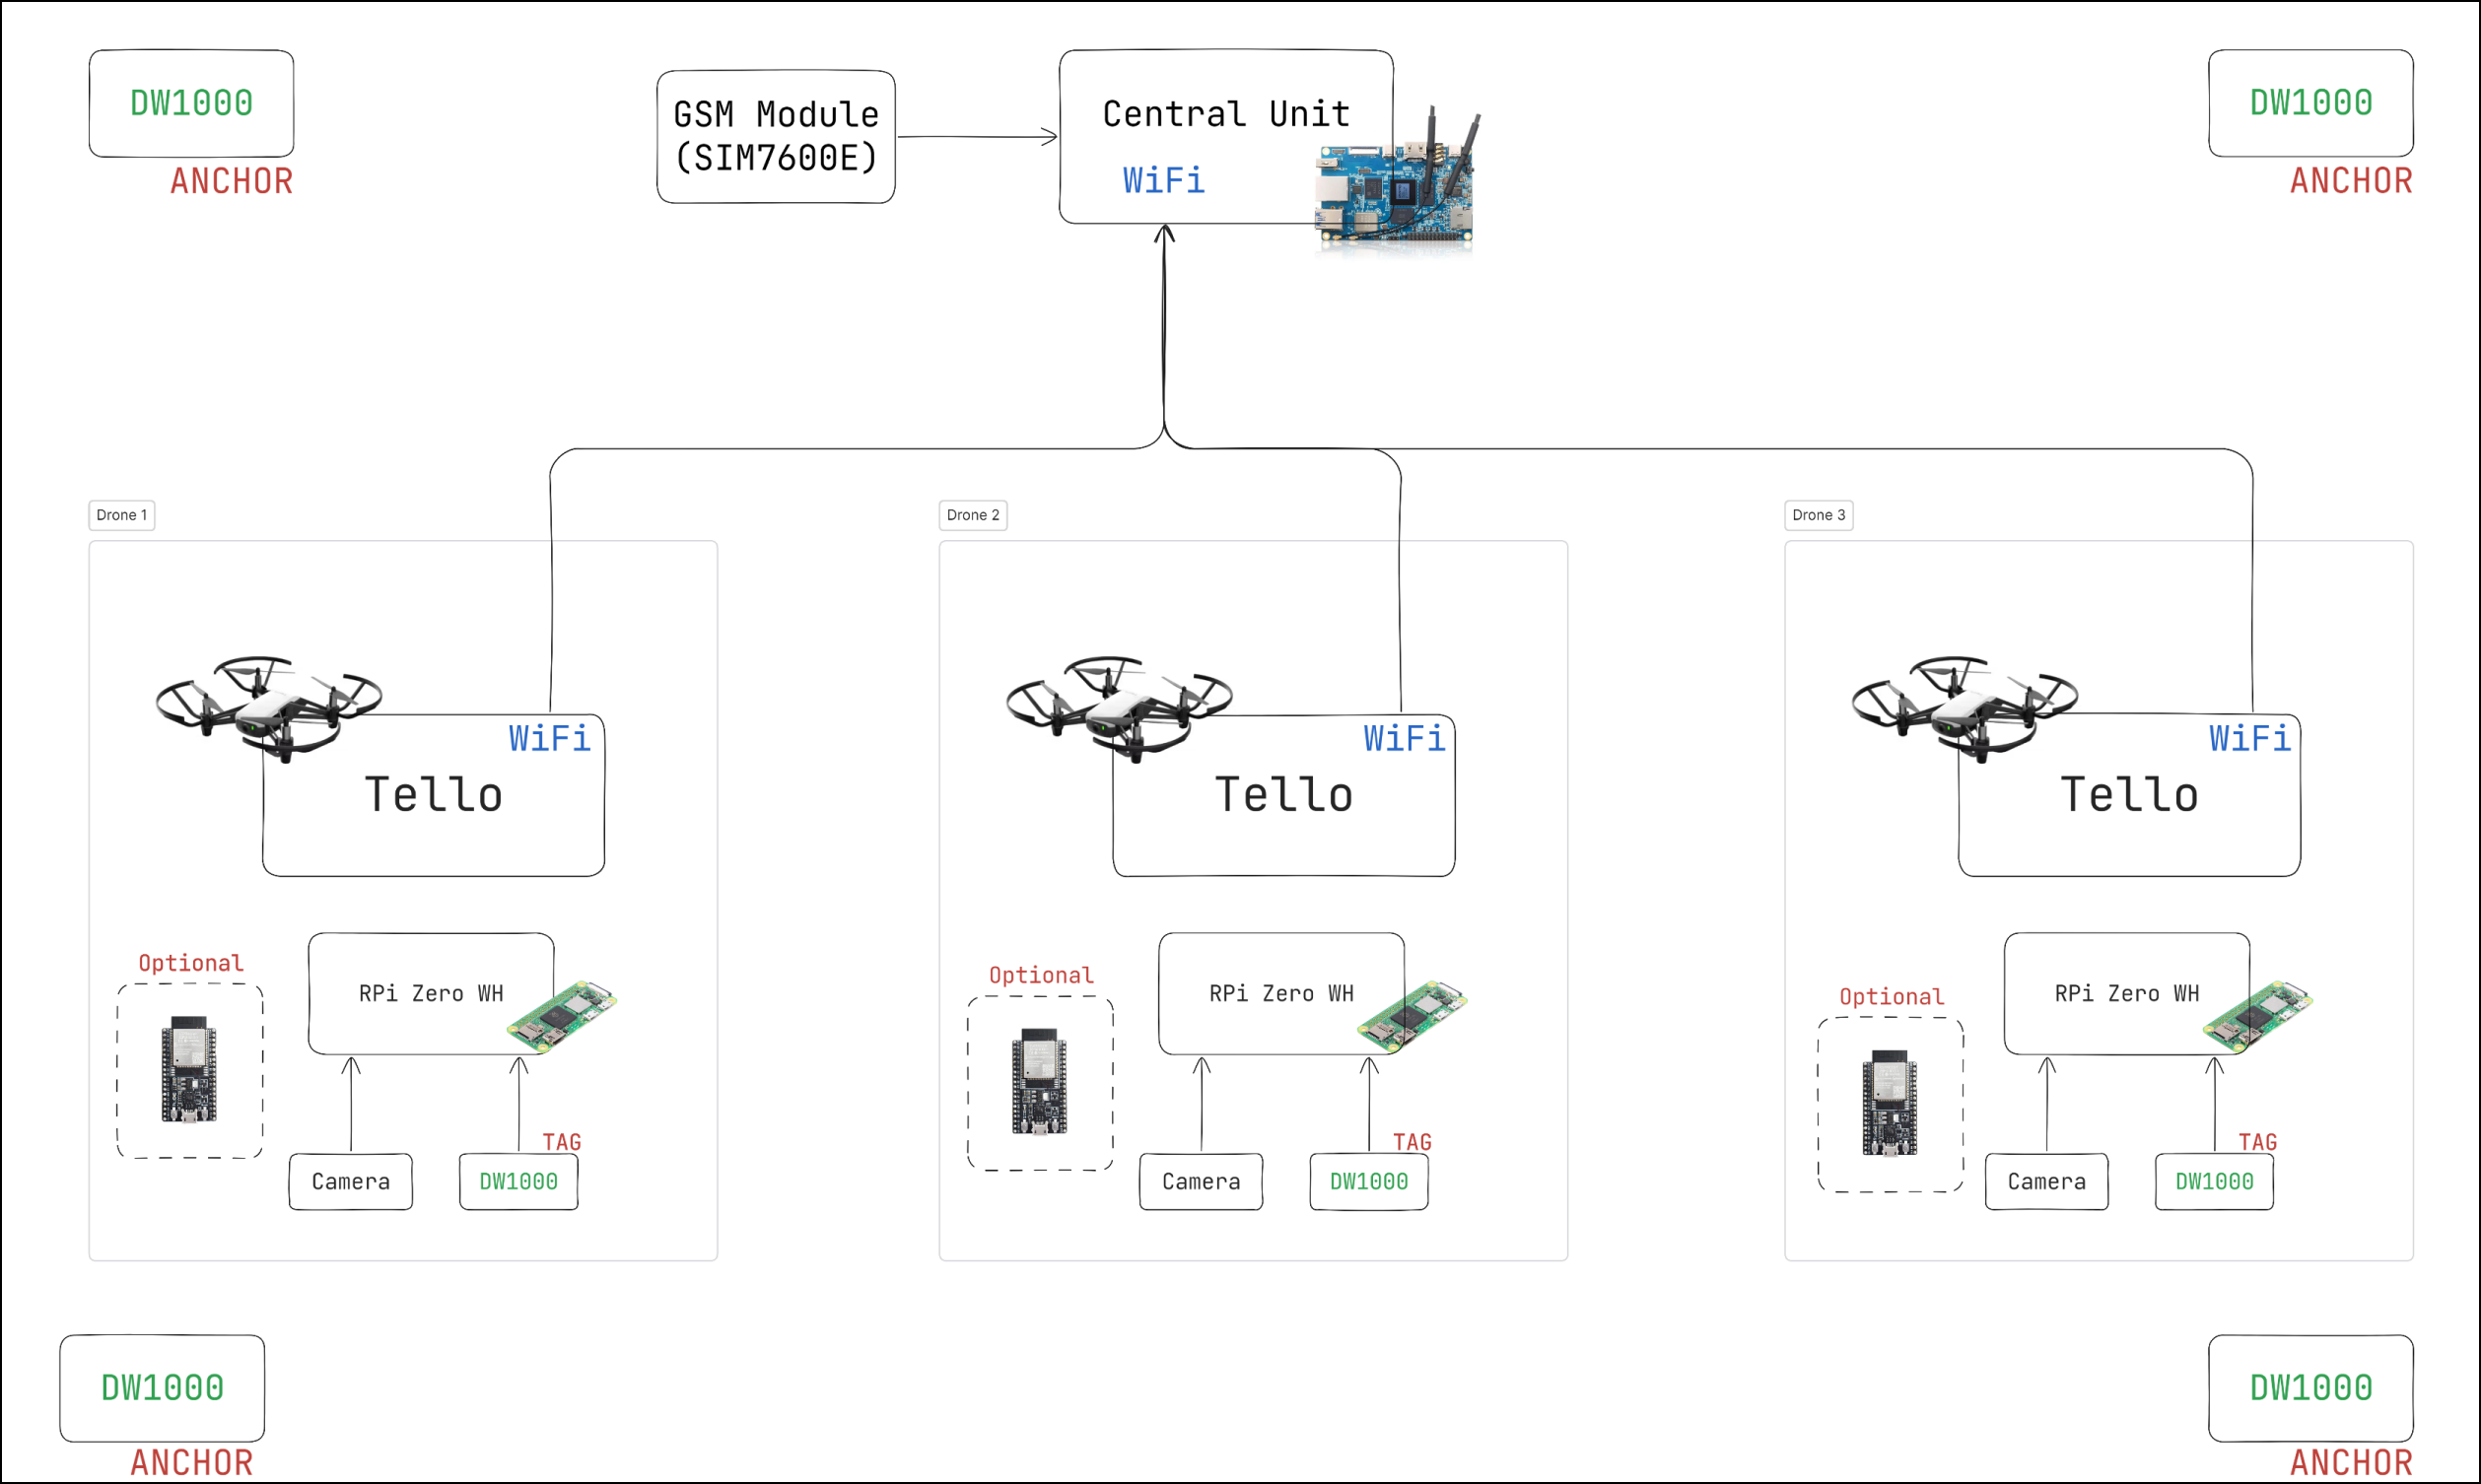 DW1000
ANCHOR
GSM Module
(SIM7600E)
Central Unit
WiFi
DW1000
ANCHOR
Drone 1
WiFi
Tello
Optional
RPi Zero WH
Camera
TAG
DW1000
Drone 2
WiFi
Tello
Optional
RPi Zero WH
Camera
TAG
DW1000
Drone 3
WiFi
Tello
Optional
RPi Zero WH
Camera
TAG
DW1000
DW1000
ANCHOR
DW1000
ANCHOR